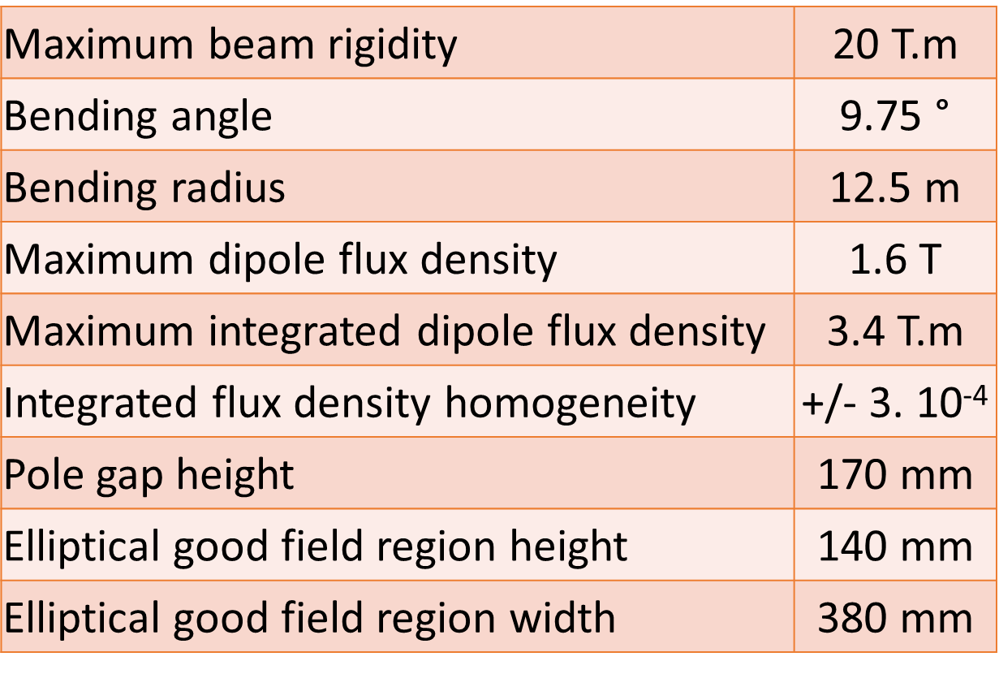 Maximum beam rigidity 20 T.m
Bending angle 9.75 °
Bending radius 12.5 m
Maximum dipole flux density 1.6 T
Maximum integrated dipole flux density 3.4 T.m
Integrated flux density homogeneity +/- 3. 10⁻⁴
Pole gap height 170 mm
Elliptical good field region height 140 mm
Elliptical good field region width 380 mm